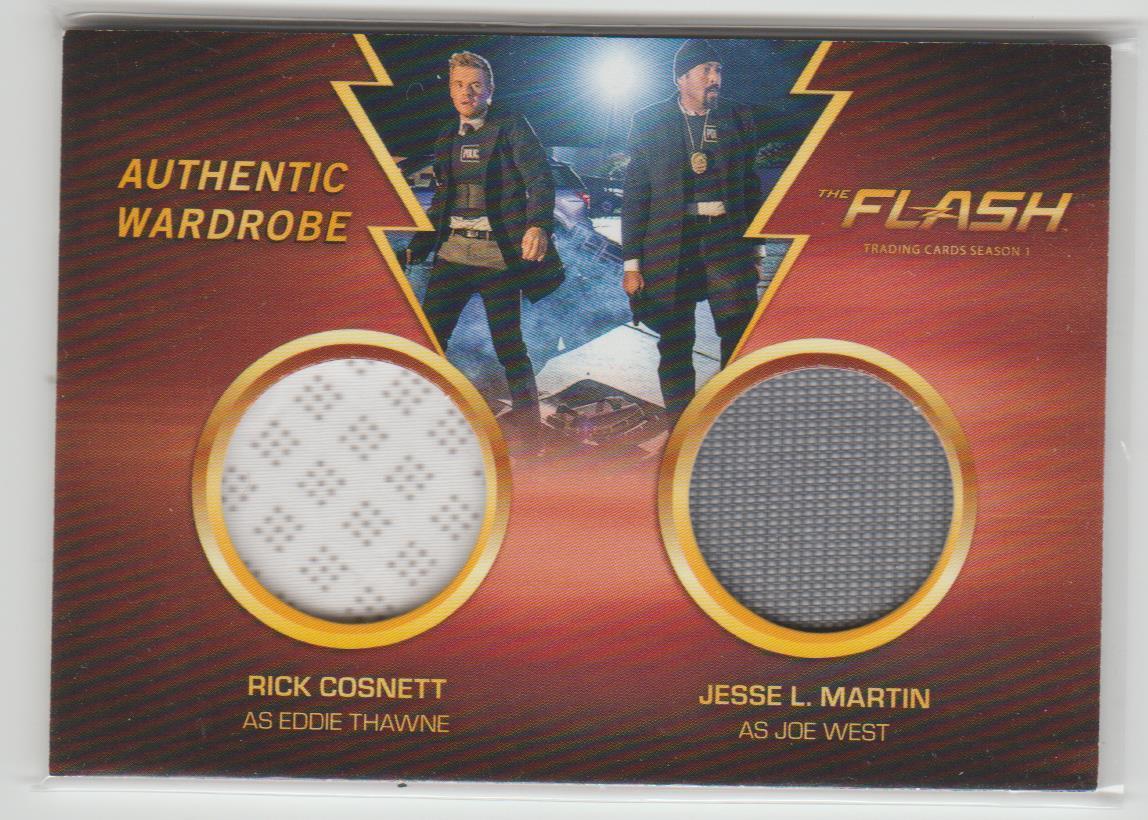 AUTHENTIC
WARDROBE
THE FLASH
TRADING CARDS SEASON 1
RICK COSNETT
AS EDDIE THAWNE
JESSE L. MARTIN
AS JOE WEST